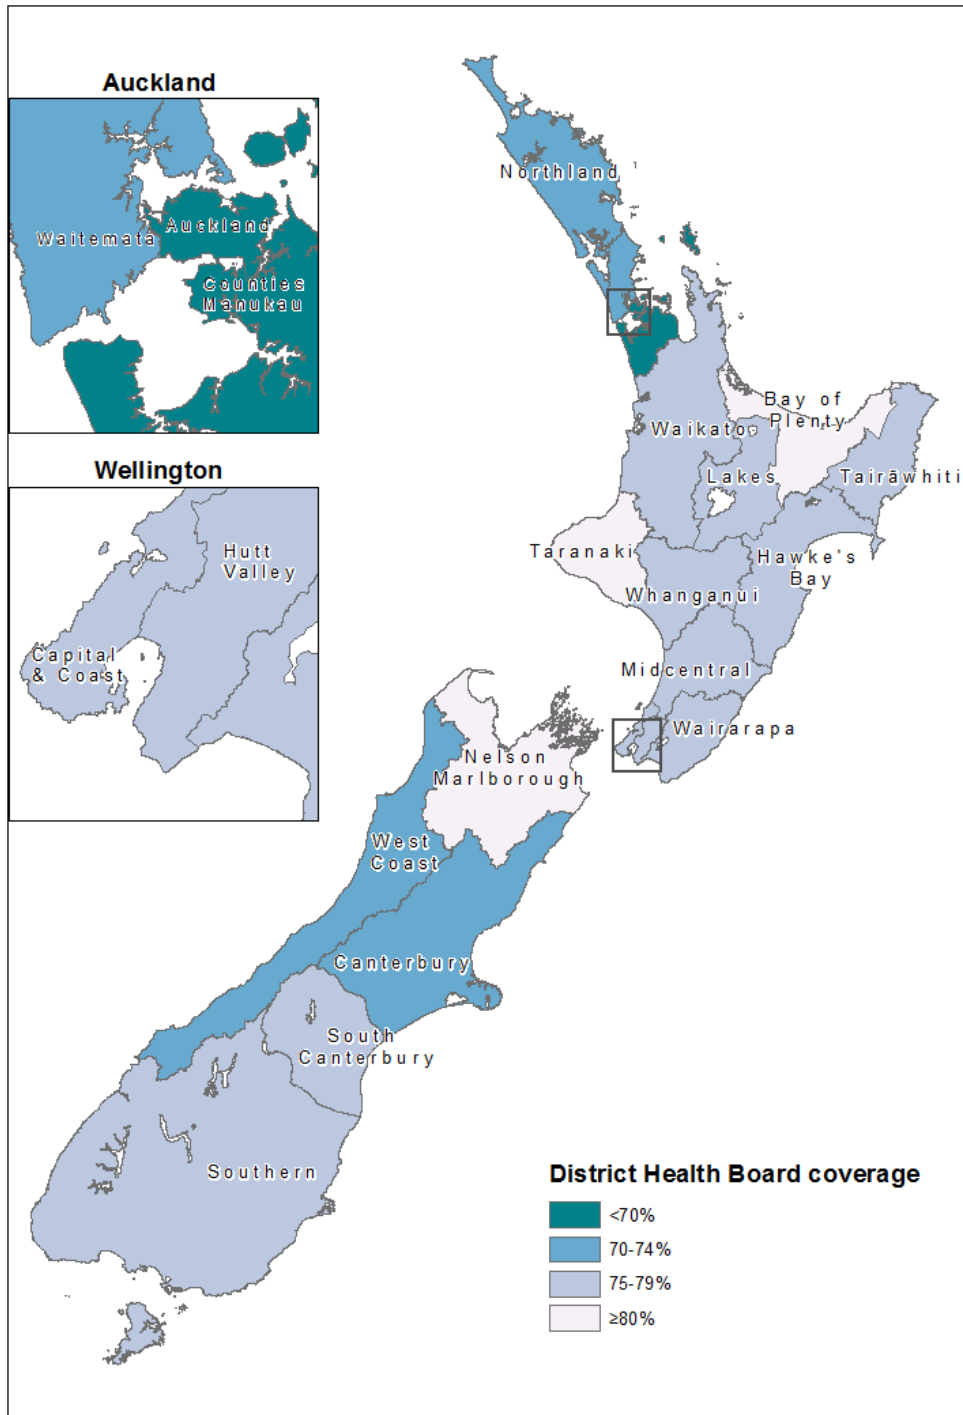 Auckland
Waitemata
Auckland
Counties
Manukau
Wellington
Hutt
Valley
Capital
& Coast
Northland
Bay of
Plenty
Waikato
Lakes
Tairāwhiti
Taranaki
Hawke's
Bay
Whanganui
Midcentral
Wairarapa
Nelson
Marlborough
West
Coast
Canterbury
South
Canterbury
Southern
District Health Board coverage
<70%
70-74%
75-79%
≥80%